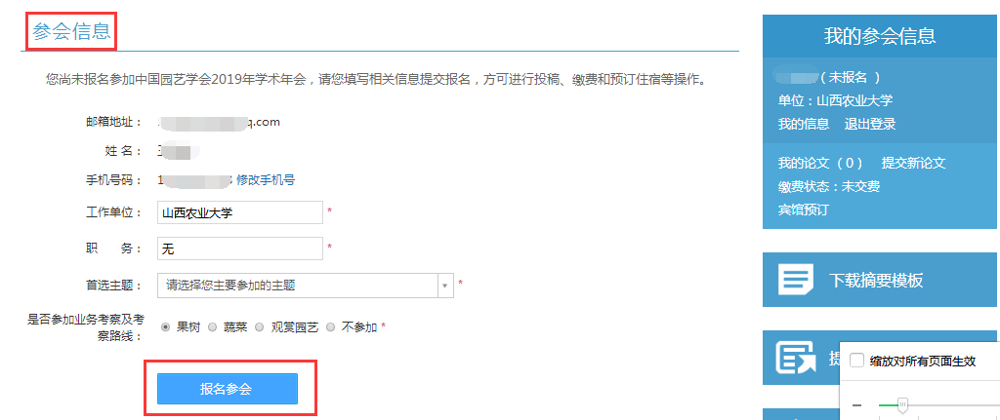 参会信息
您尚未报名参加中国园艺学会2019年学术年会，请您填写相关信息提交报名，方可进行投稿、缴费和预订住宿等操作。
邮箱地址： q.com
姓 名：
手机号码： 1 修改手机号
工作单位： 山西农业大学 *
职 务： 无 *
首选主题： 请选择您主要参加的主题 *
是否参加业务考察及考
察路线： 果树 蔬菜 观赏园艺 不参加 *
报名参会
我的参会信息
（未报名 ）
单位：山西农业大学
我的信息 退出登录
我的论文 （ 0 ） 提交新论文
缴费状态：未交费
宾馆预订
下载摘要模板
缩放对所有页面生效